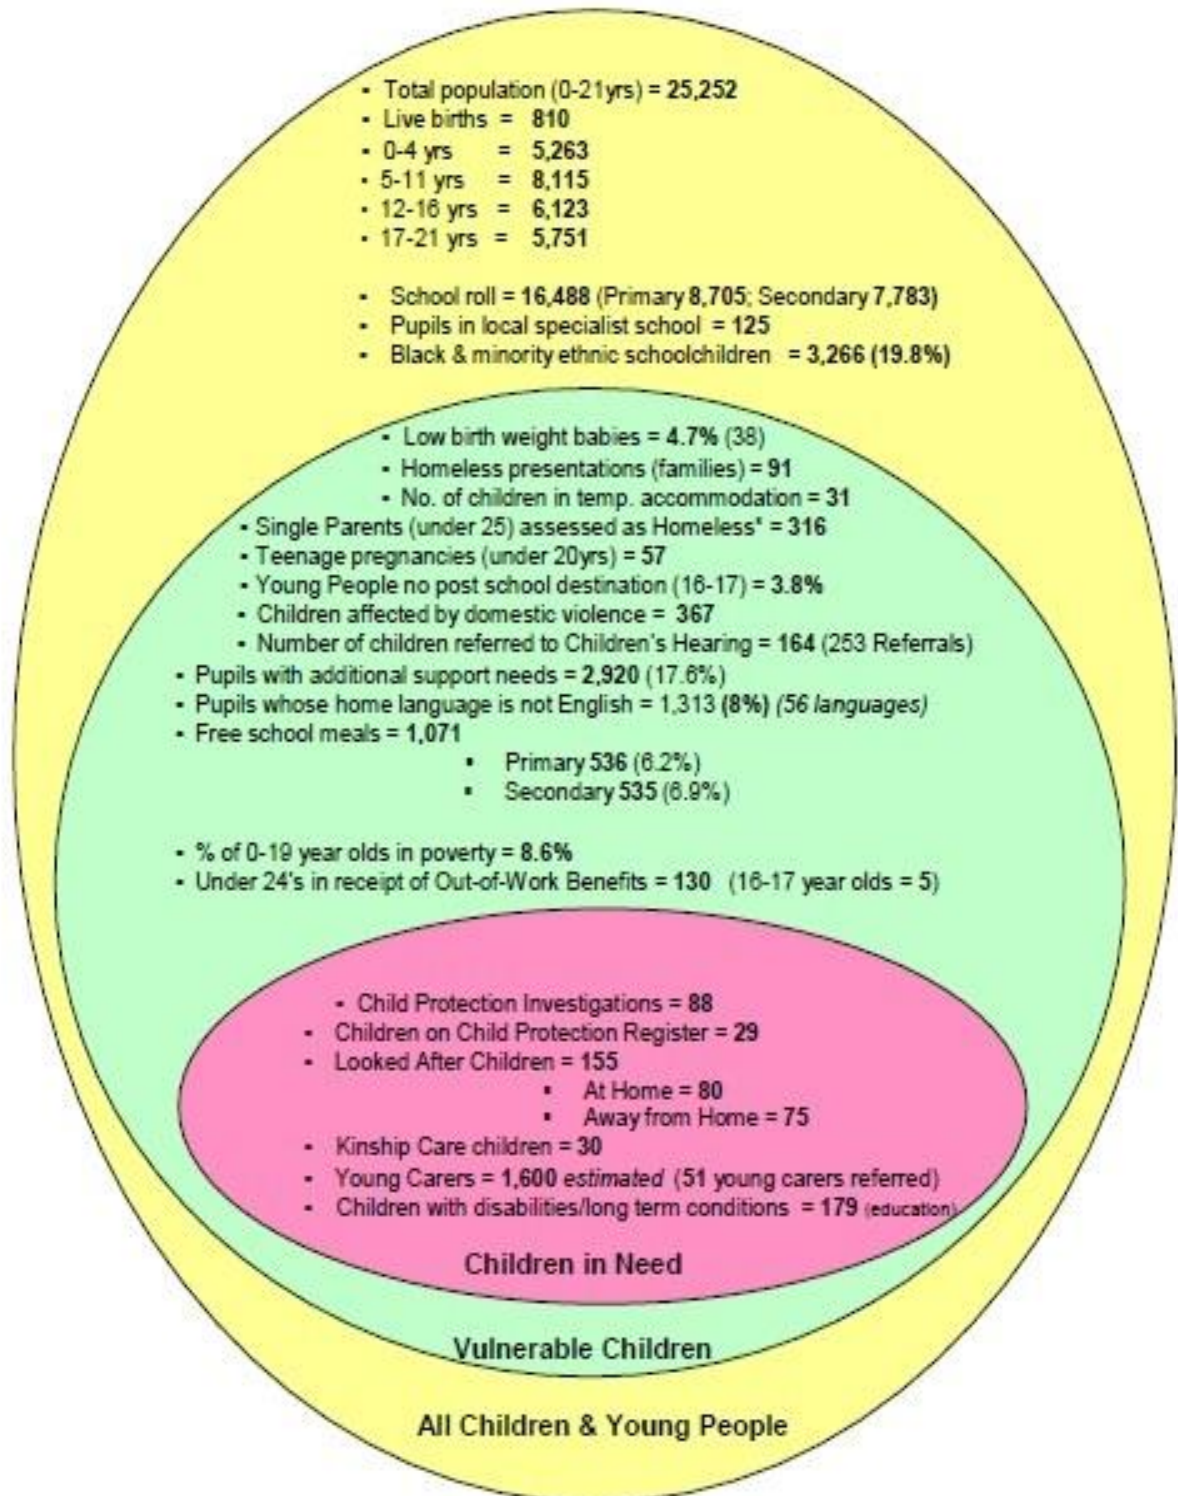 ▪ Total population (0-21yrs) = 25,252
▪ Live births = 810
▪ 0-4 yrs = 5,263
▪ 5-11 yrs = 8,115
▪ 12-16 yrs = 6,123
▪ 17-21 yrs = 5,751
▪ School roll = 16,488 (Primary 8,705; Secondary 7,783)
▪ Pupils in local specialist school = 125
▪ Black & minority ethnic schoolchildren = 3,266 (19.8%)
▪ Low birth weight babies = 4.7% (38)
▪ Homeless presentations (families) = 91
▪ No. of children in temp. accommodation = 31
▪ Single Parents (under 25) assessed as Homeless* = 316
▪ Teenage pregnancies (under 20yrs) = 57
▪ Young People no post school destination (16-17) = 3.8%
▪ Children affected by domestic violence = 367
▪ Number of children referred to Children's Hearing = 164 (253 Referrals)
▪ Pupils with additional support needs = 2,920 (17.6%)
▪ Pupils whose home language is not English = 1,313 (8%) (56 languages)
▪ Free school meals = 1,071
▪ Primary 536 (6.2%)
▪ Secondary 535 (6.9%)
▪ % of 0-19 year olds in poverty = 8.6%
▪ Under 24's in receipt of Out-of-Work Benefits = 130 (16-17 year olds = 5)
▪ Child Protection Investigations = 88
▪ Children on Child Protection Register = 29
▪ Looked After Children = 155
▪ At Home = 80
▪ Away from Home = 75
▪ Kinship Care children = 30
▪ Young Carers = 1,600 estimated (51 young carers referred)
▪ Children with disabilities/long term conditions = 179 (education)
Children in Need
Vulnerable Children
All Children & Young People